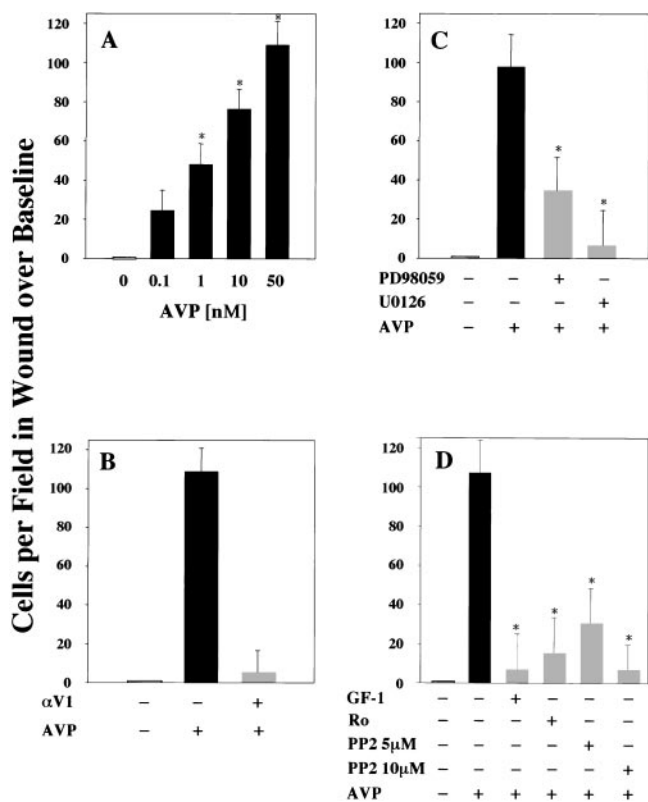 Cells per Field in Wound over Baseline
A
120
100
80
60
40
20
0
* * * *
0 0.1 1 10 50
AVP [nM]
C
120
100
80
60
40
20
0
* *
PD98059 – – + –
U0126 – – – +
AVP – + + +
B
120
100
80
60
40
20
0
αV1 – – +
AVP – + +
D
120
100
80
60
40
20
0
* * * *
GF-1 – – + – – –
Ro – – – + – –
PP2 5μM – – – – + –
PP2 10μM – – – – – +
AVP – + + + + +